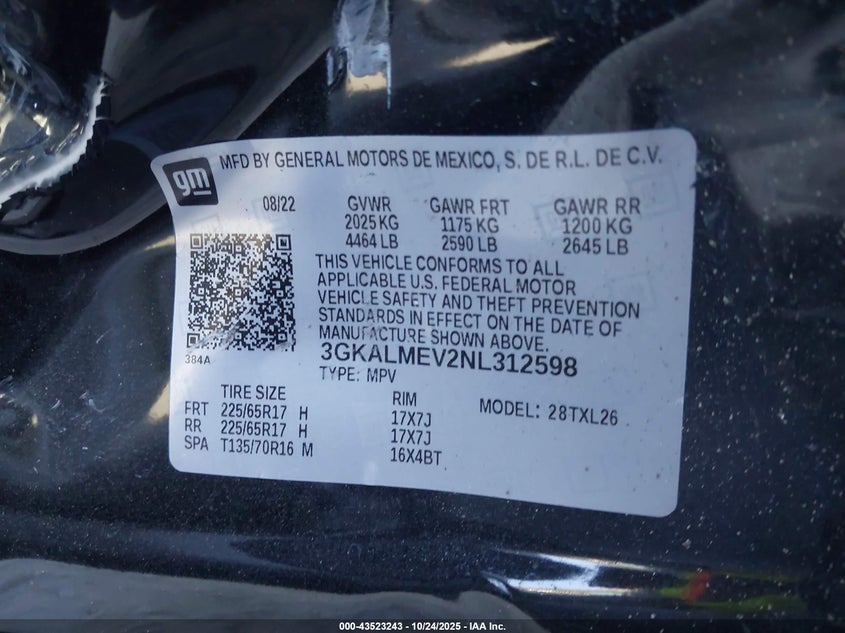 gm
MFD BY GENERAL MOTORS DE MEXICO, S. DE R.L. DE C.V.
08/22 GVWR GAWR FRT GAWR RR
2025 KG 1175 KG 1200 KG
4464 LB 2590 LB 2645 LB
THIS VEHICLE CONFORMS TO ALL
APPLICABLE U.S. FEDERAL MOTOR
VEHICLE SAFETY AND THEFT PREVENTION
STANDARDS IN EFFECT ON THE DATE OF
MANUFACTURE SHOWN ABOVE.
384A
3GKALMEV2NL312598
TYPE: MPV
TIRE SIZE RIM MODEL: 28TXL26
FRT 225/65R17 H 17X7J
RR 225/65R17 H 17X7J
SPA T135/70R16 M 16X4BT
000-43523243 - 10/24/2025 - IAA Inc.